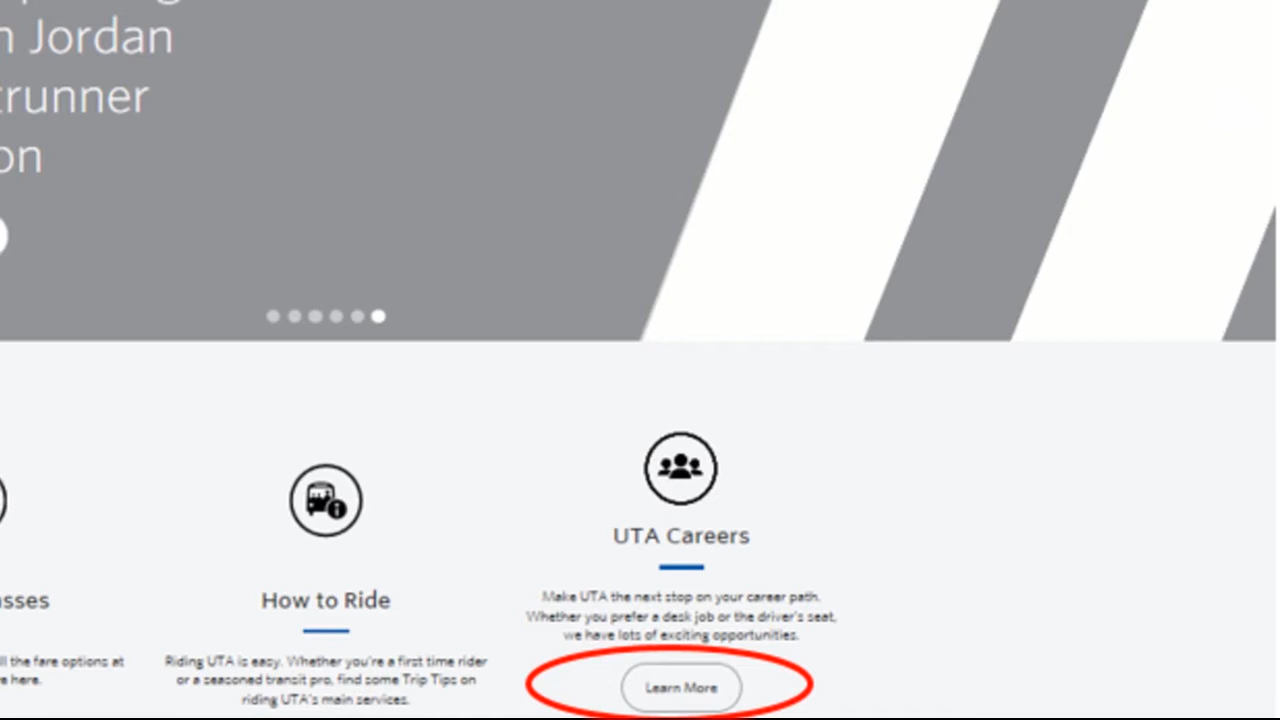 n Jordan
trunner
on
UTA Careers
Make UTA the next stop on your career path.
Whether you prefer a desk job or the driver's seat,
we have lots of exciting opportunities.
Learn More
How to Ride
Riding UTA is easy. Whether you're a first time rider
or a seasoned transit pro, find some Trip Tips on
riding UTA's main services.
asses
ll the fare options at
e here.